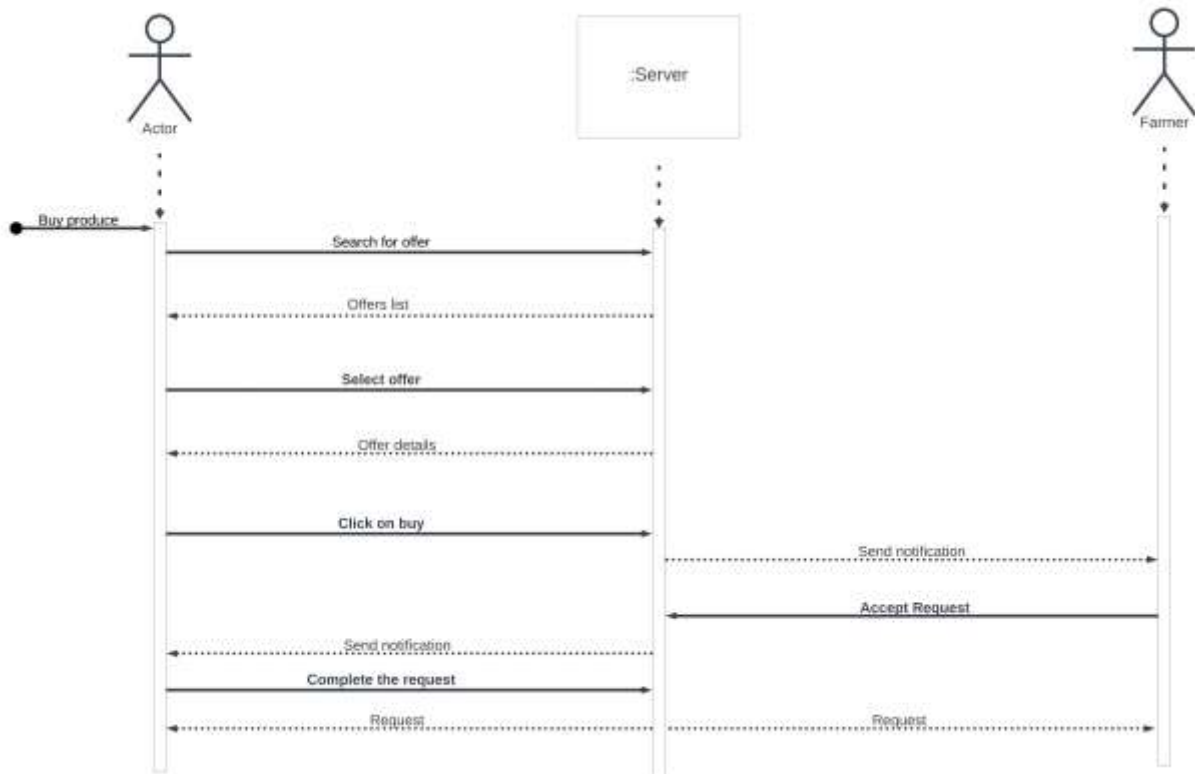 :Server
Actor
Farmer
Buy produce
Search for offer
Offers list
Select offer
Offer details
Click on buy
Send notification
Accept Request
Send notification
Complete the request
Request
Request